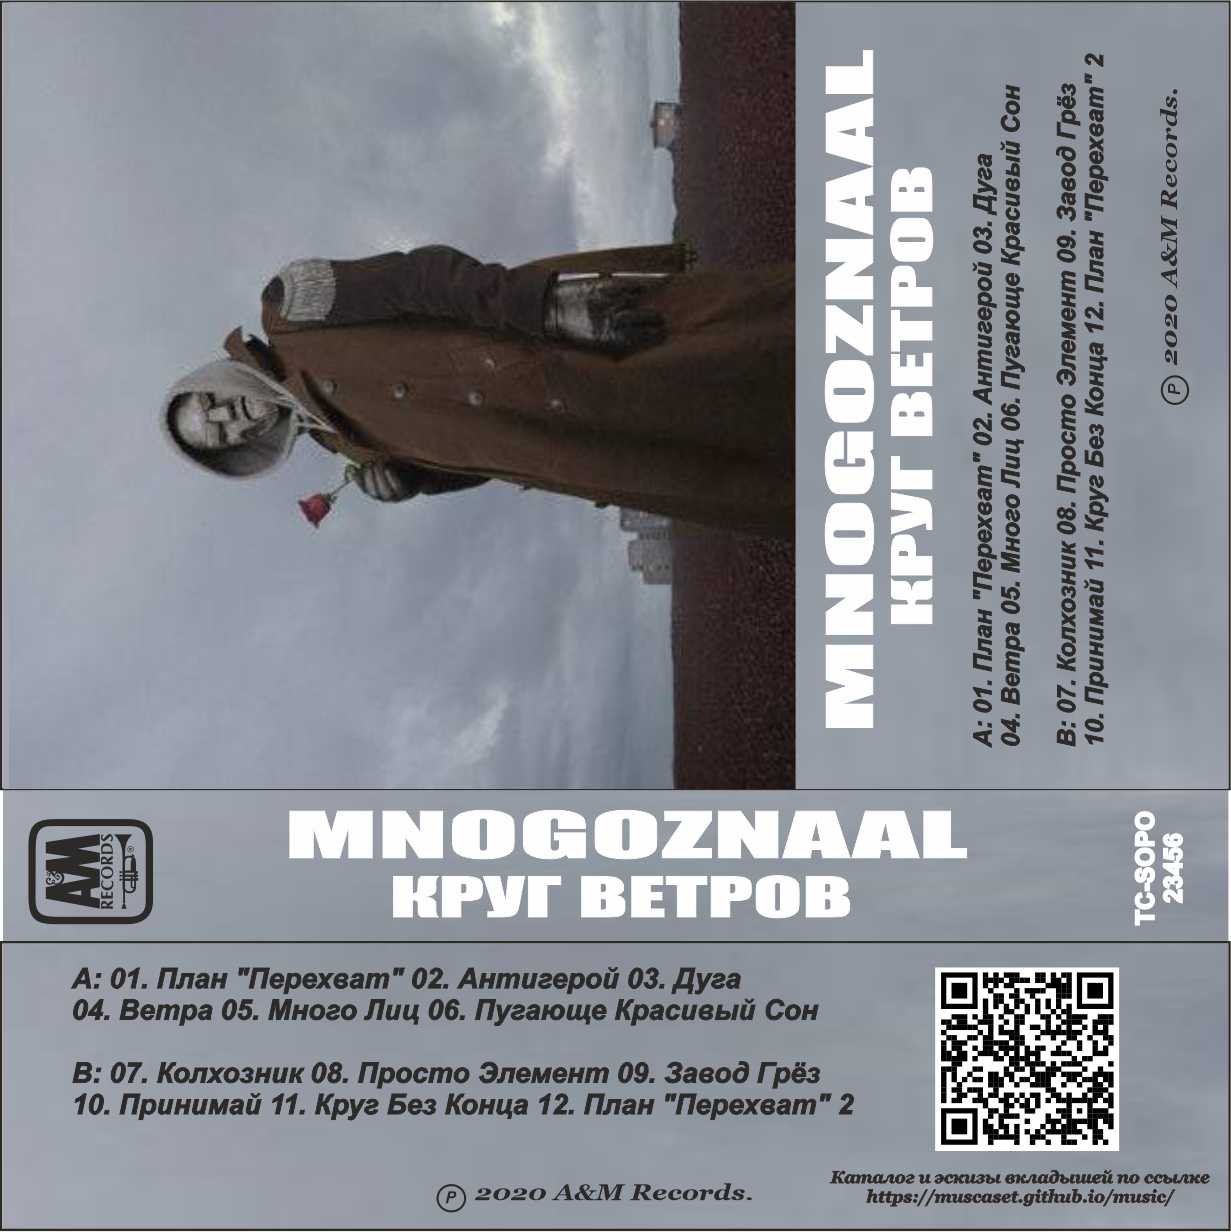 MNOGOZNAAL
КРУГ ВЕТРОВ
A: 01. План "Перехват" 02. Антигерой 03. Дуга
04. Ветра 05. Много Лиц 06. Пугающе Красивый Сон
B: 07. Колхозник 08. Просто Элемент 09. Завод Грёз
10. Принимай 11. Круг Без Конца 12. План "Перехват" 2
℗ 2020 A&M Records.
A&M
RECORDS
®
MNOGOZNAAL
КРУГ ВЕТРОВ
TC-SOPO
23456
A: 01. План "Перехват" 02. Антигерой 03. Дуга
04. Ветра 05. Много Лиц 06. Пугающе Красивый Сон
B: 07. Колхозник 08. Просто Элемент 09. Завод Грёз
10. Принимай 11. Круг Без Конца 12. План "Перехват" 2
℗ 2020 A&M Records.
Каталог и эскизы вкладышей по ссылке
https://muscaset.github.io/music/